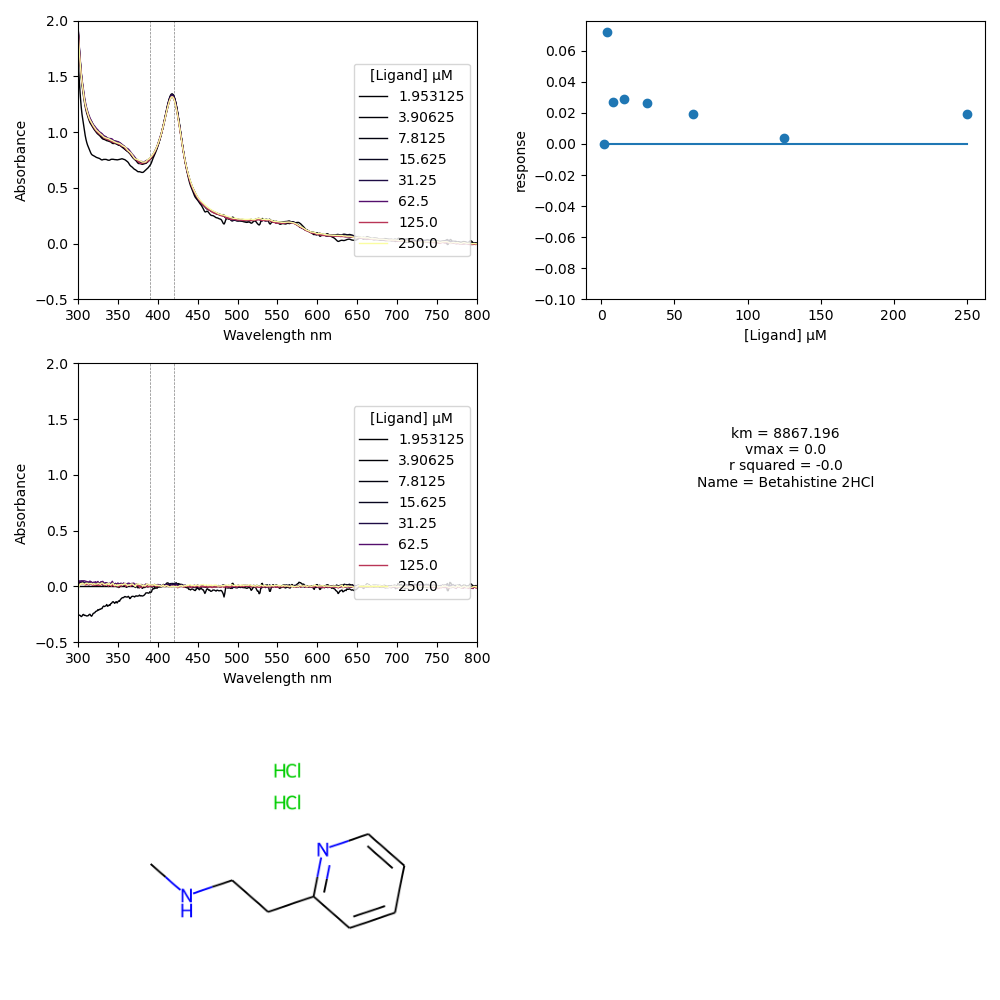 2.0
1.5
1.0
0.5
0.0
−0.5
Absorbance
300 350 400 450 500 550 600 650 700 750 800
Wavelength nm
[Ligand] μM
1.953125
3.90625
7.8125
15.625
31.25
62.5
125.0
250.0
0.06
0.04
0.02
0.00
−0.02
−0.04
−0.06
−0.08
−0.10
response
0 50 100 150 200 250
[Ligand] μM
2.0
1.5
1.0
0.5
0.0
−0.5
Absorbance
300 350 400 450 500 550 600 650 700 750 800
Wavelength nm
[Ligand] μM
1.953125
3.90625
7.8125
15.625
31.25
62.5
125.0
250.0
km = 8867.196
vmax = 0.0
r squared = -0.0
Name = Betahistine 2HCl
HCl
HCl
N
N
H